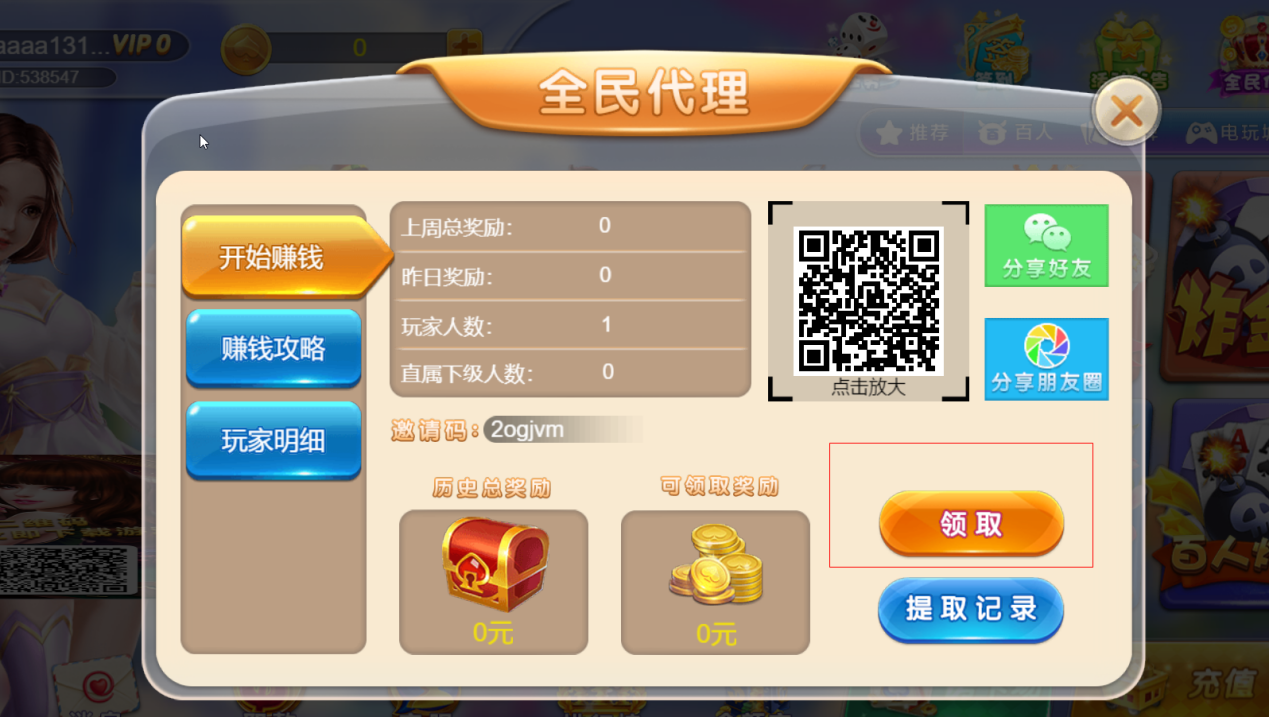 aaaa131... VIP 0
0
ID:538547
全民代理
推荐
百人
开始赚钱
赚钱攻略
玩家明细
上周总奖励: 0
昨日奖励: 0
玩家人数: 1
直属下级人数: 0
点击放大
分享好友
分享朋友圈
邀请码: 2ogjvm
历史总奖励
可领取奖励
0元
0元
领取
提取记录
充值